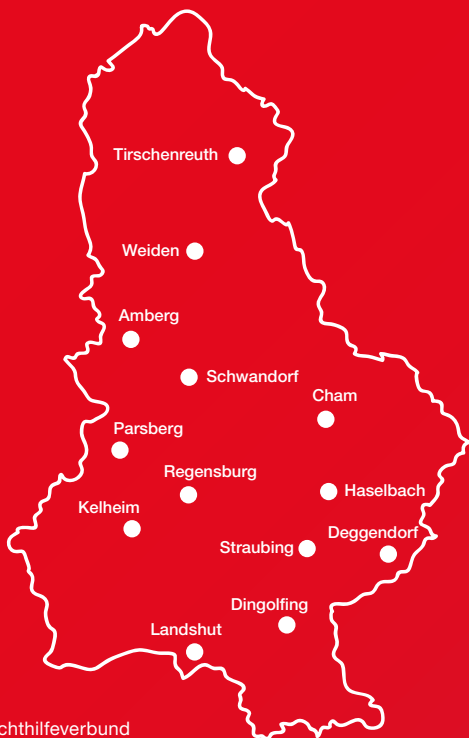 Tirschenreuth
Weiden
Amberg
Schwandorf
Cham
Parsberg
Regensburg
Haselbach
Kelheim
Deggendorf
Straubing
Dingolfing
Landshut
chthilfeverbund